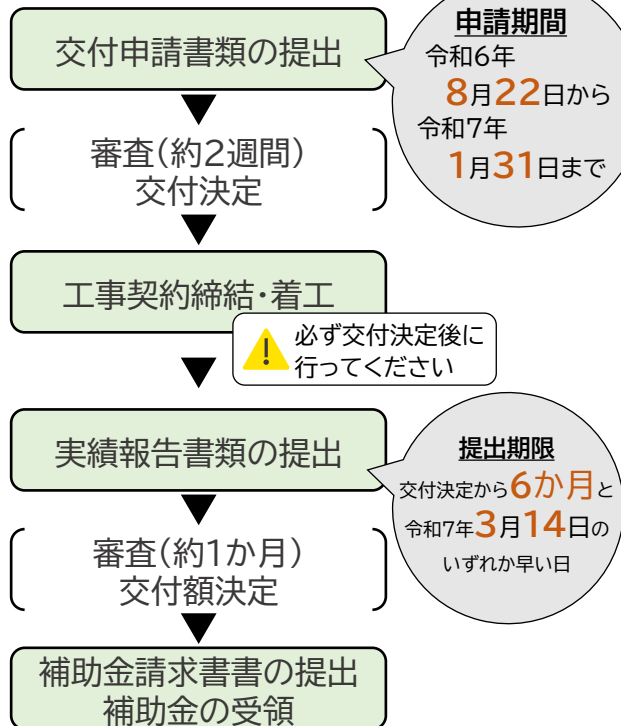 交付申請書類の提出
申請期間
令和6年
8月22日から
令和7年
1月31日まで
審査(約2週間)
交付決定
工事契約締結・着工
必ず交付決定後に
行ってください
実績報告書類の提出
提出期限
交付決定から6か月と
令和7年3月14日の
いずれか早い日
審査(約1か月)
交付額決定
補助金請求書書の提出
補助金の受領